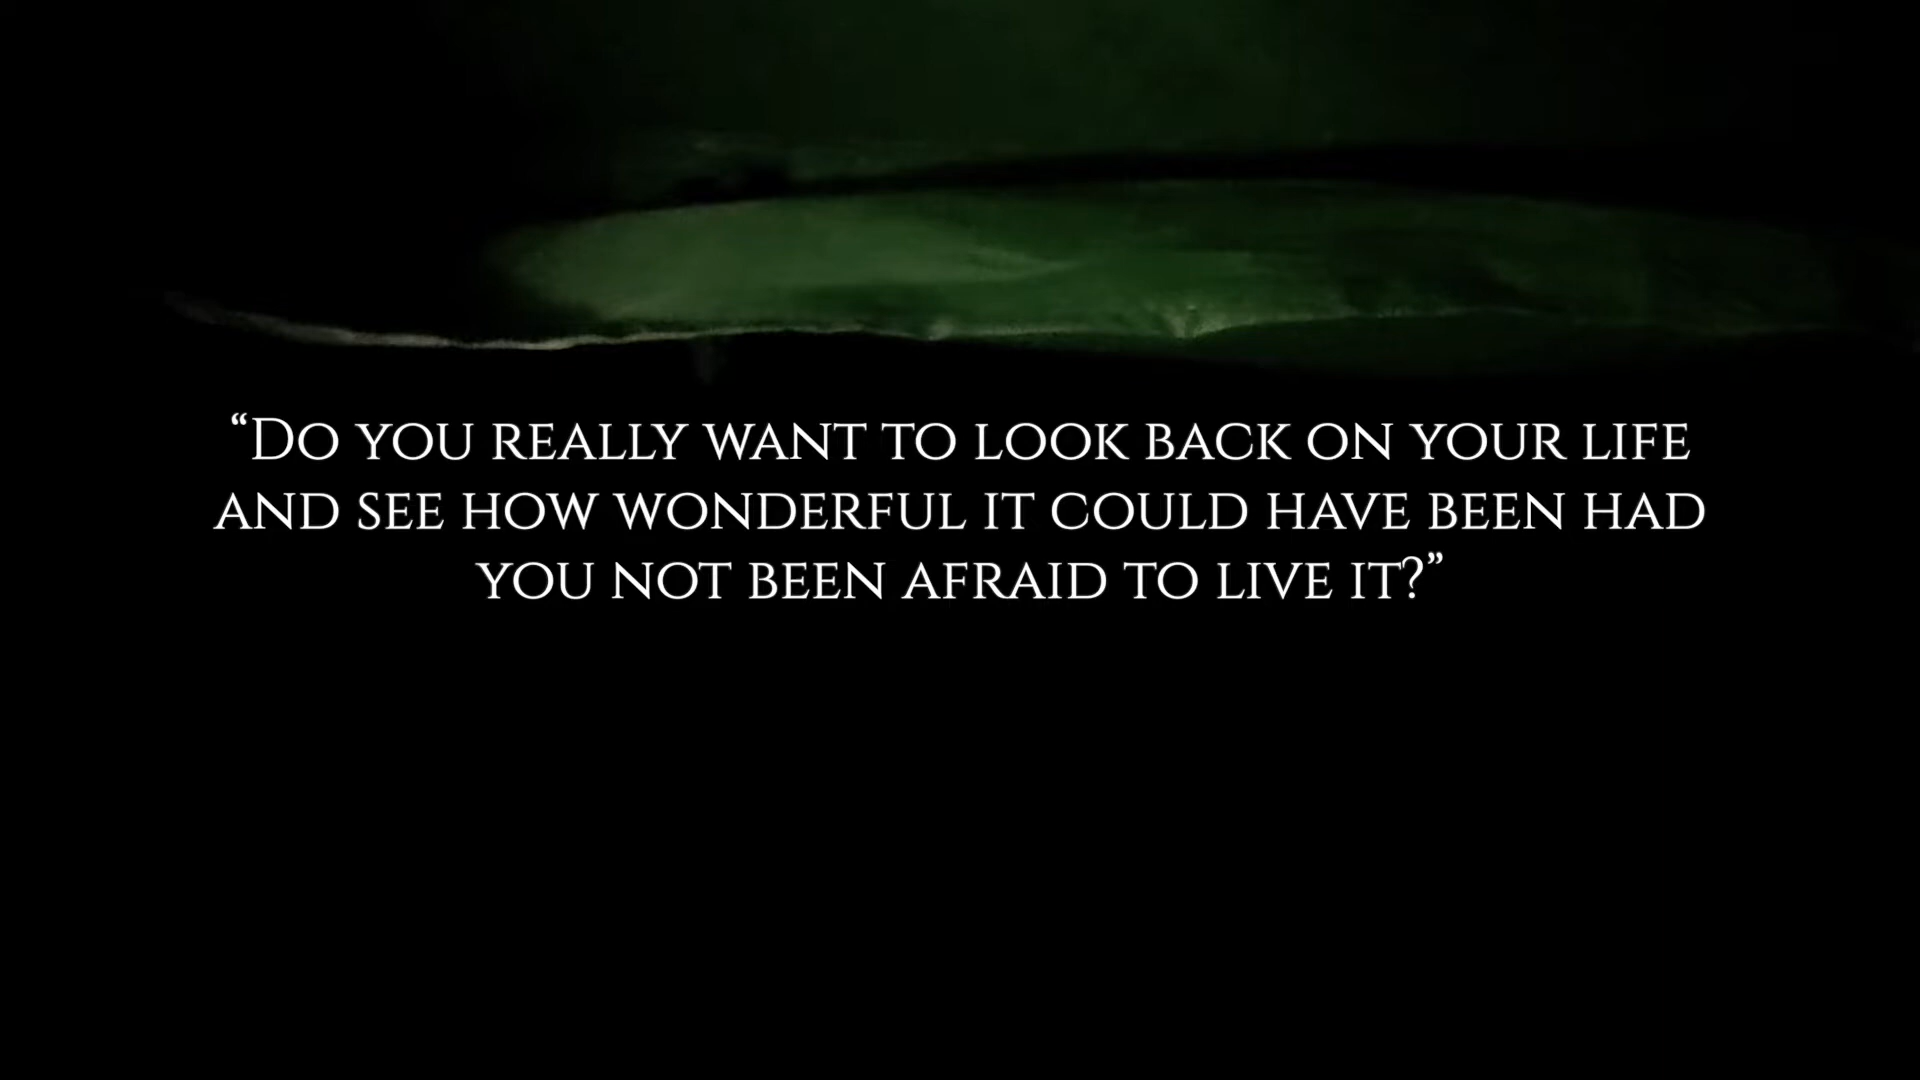 “Do you really want to look back on your life
and see how wonderful it could have been had
you not been afraid to live it?”